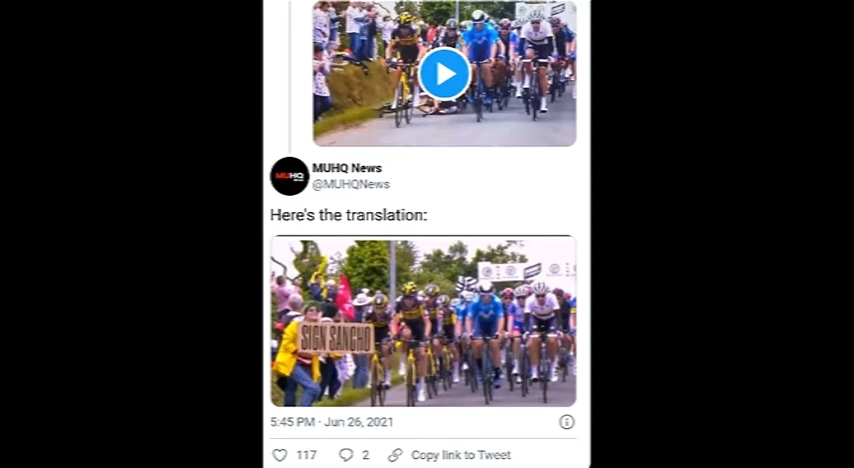 MUHQ
MUHQ News
@MUHQNews
Here's the translation:
SIGN SANCHO
5:45 PM · Jun 26, 2021
117
2
Copy link to Tweet